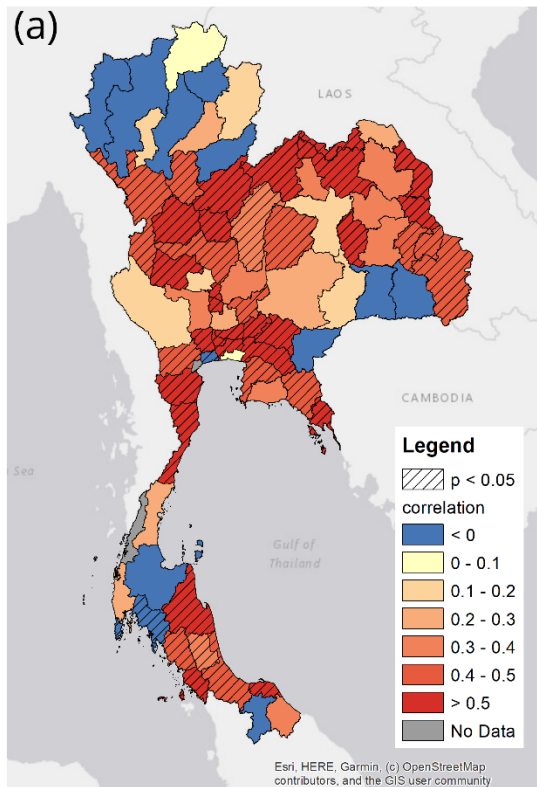 (a)
LAOS
CAMBODIA
Sea
Gulf of
Thailand
Legend
p < 0.05
correlation
< 0
0 - 0.1
0.1 - 0.2
0.2 - 0.3
0.3 - 0.4
0.4 - 0.5
> 0.5
No Data
Esri, HERE, Garmin, (c) OpenStreetMap
contributors, and the GIS user community